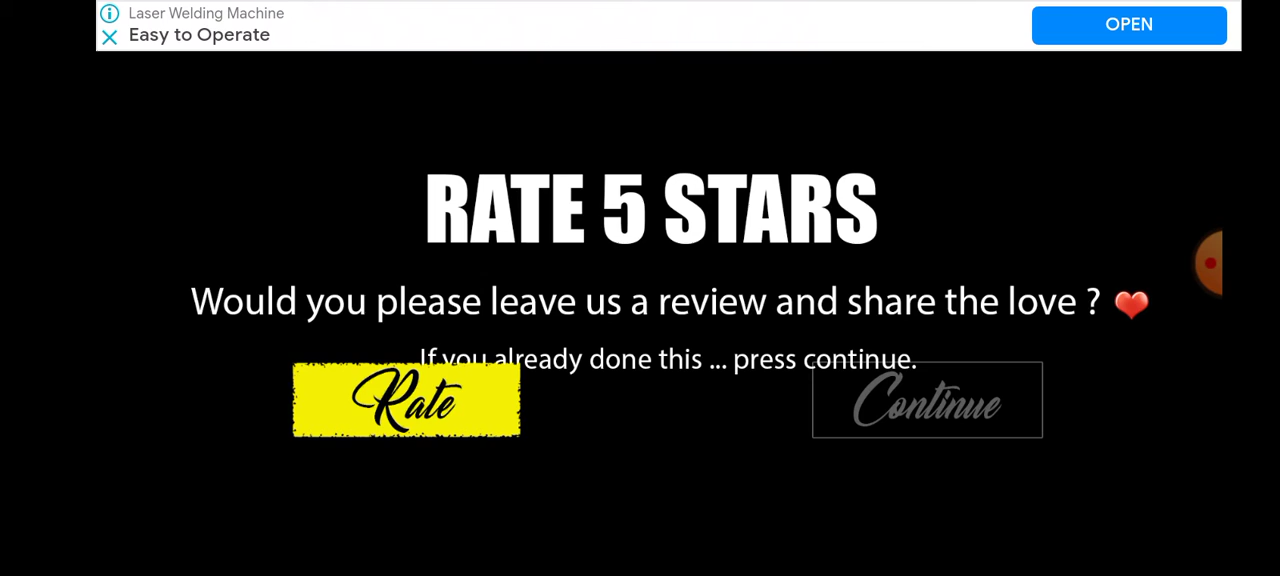 Laser Welding Machine
Easy to Operate
OPEN
RATE 5 STARS
Would you please leave us a review and share the love ? ❤️
If you already done this ... press continue.
Rate
Continue